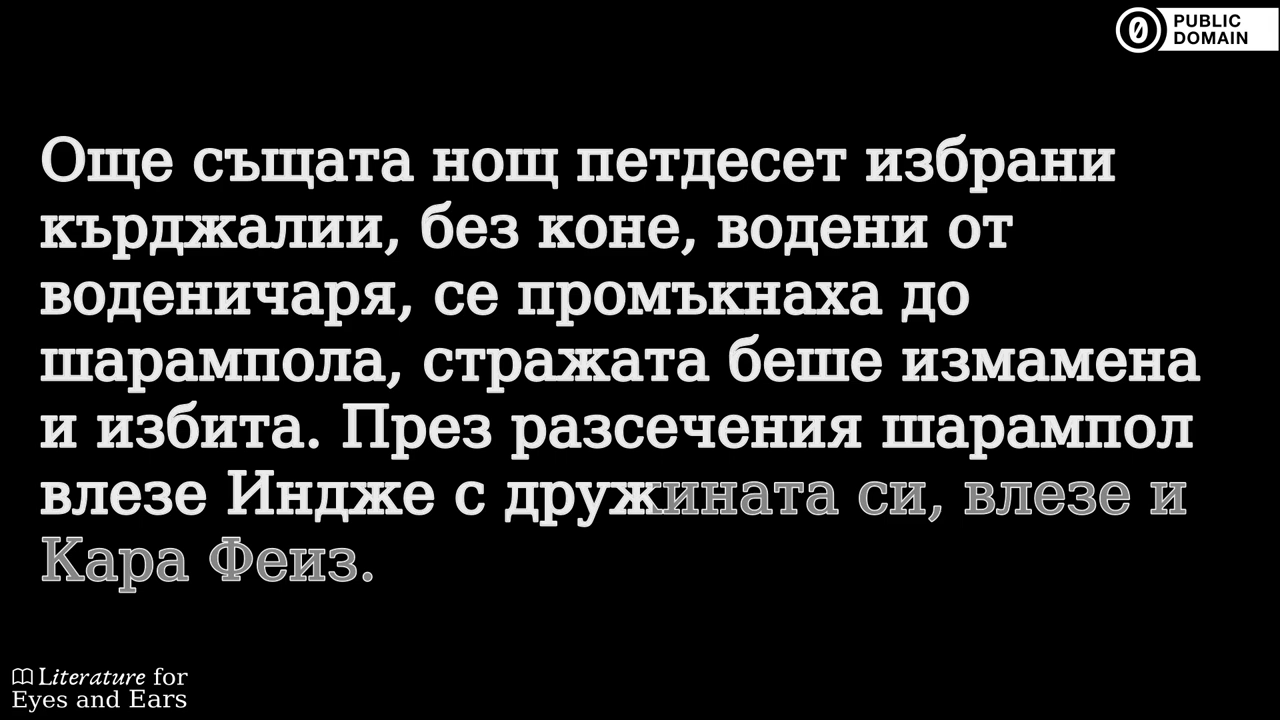 PUBLIC
DOMAIN
Още същата нощ петдесет избрани
кърджалии, без коне, водени от
воденичаря, се промъкнаха до
шарампола, стражата беше измамена
и избита. През разсечения шарампол
влезе Индже с дружината си, влезе и
Кара Феиз.
Literature for
Eyes and Ears